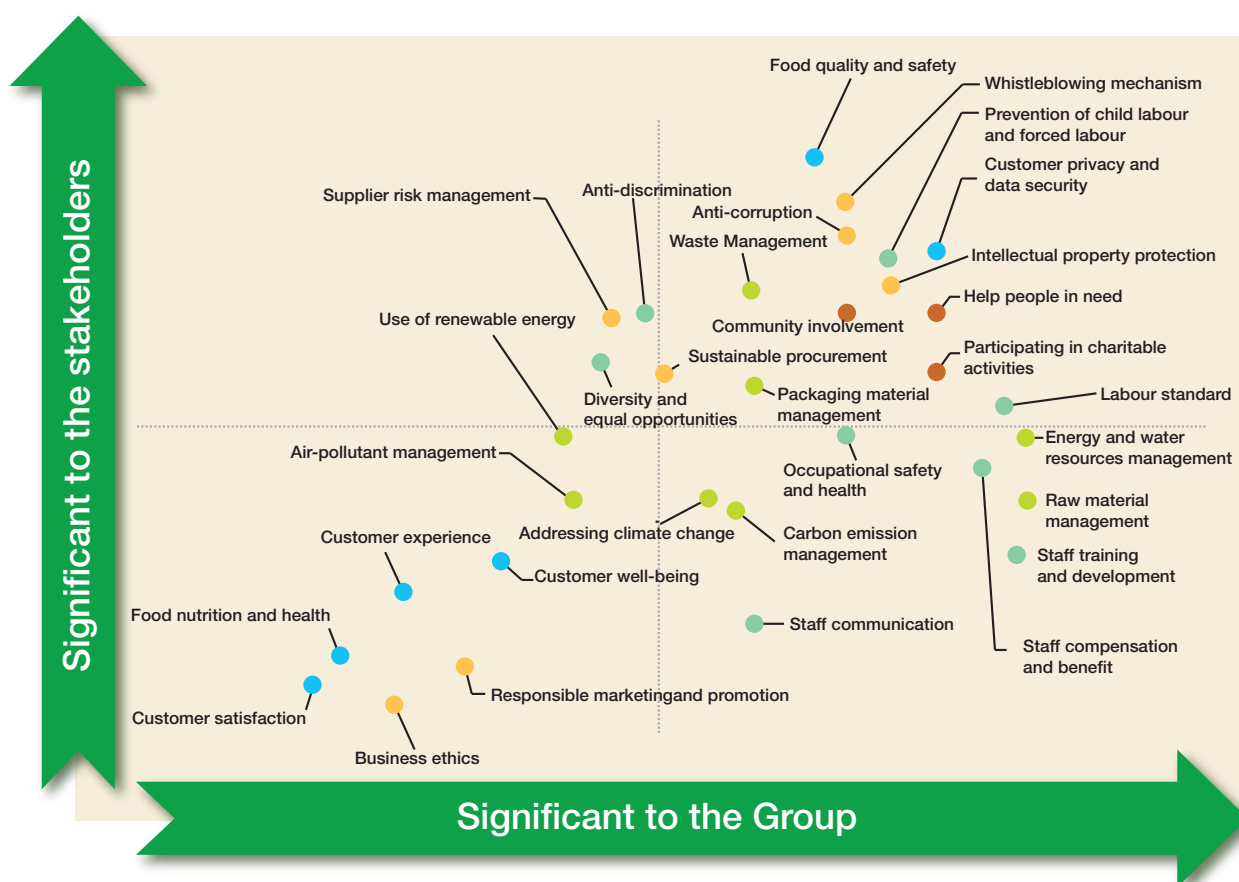 Significant to the stakeholders
Food quality and safety
Whistleblowing mechanism
Prevention of child labour
and forced labour
Customer privacy and
data security
Supplier risk management
Anti-discrimination
Anti-corruption
Waste Management
Intellectual property protection
Help people in need
Use of renewable energy
Community involvement
Sustainable procurement
Participating in charitable
activities
Diversity and
equal opportunities
Packaging material
management
Labour standard
Air-pollutant management
Occupational safety
and health
Energy and water
resources management
Raw material
management
Customer experience
Addressing climate change
Carbon emission
management
Customer well-being
Staff training
and development
Food nutrition and health
Staff communication
Staff compensation
and benefit
Responsible marketingand promotion
Customer satisfaction
Business ethics
Significant to the Group